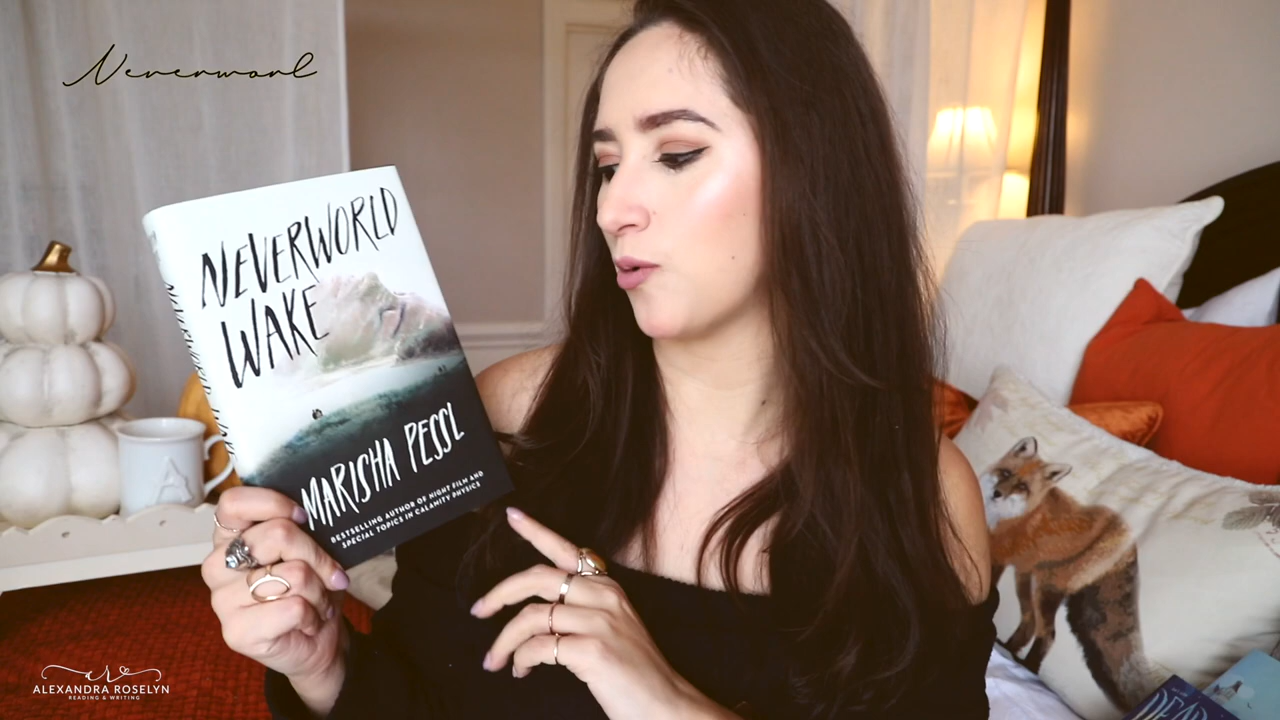 Neverworl
NEVERWORLD
WAKE
MARISHA PESSL
BESTSELLING AUTHOR OF NIGHT FILM AND
SPECIAL TOPICS IN CALAMITY PHYSICS
A
ALEXANDRA ROSELYN
READING & WRITING
DEAD